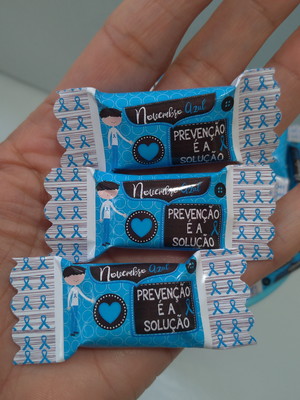 Novembro Azul
PREVENÇÃO
É A
SOLUÇÃO
Novembro Azul
PREVENÇÃO
É A
SOLUÇÃO
Novembro Azul
PREVENÇÃO
É A
SOLUÇÃO